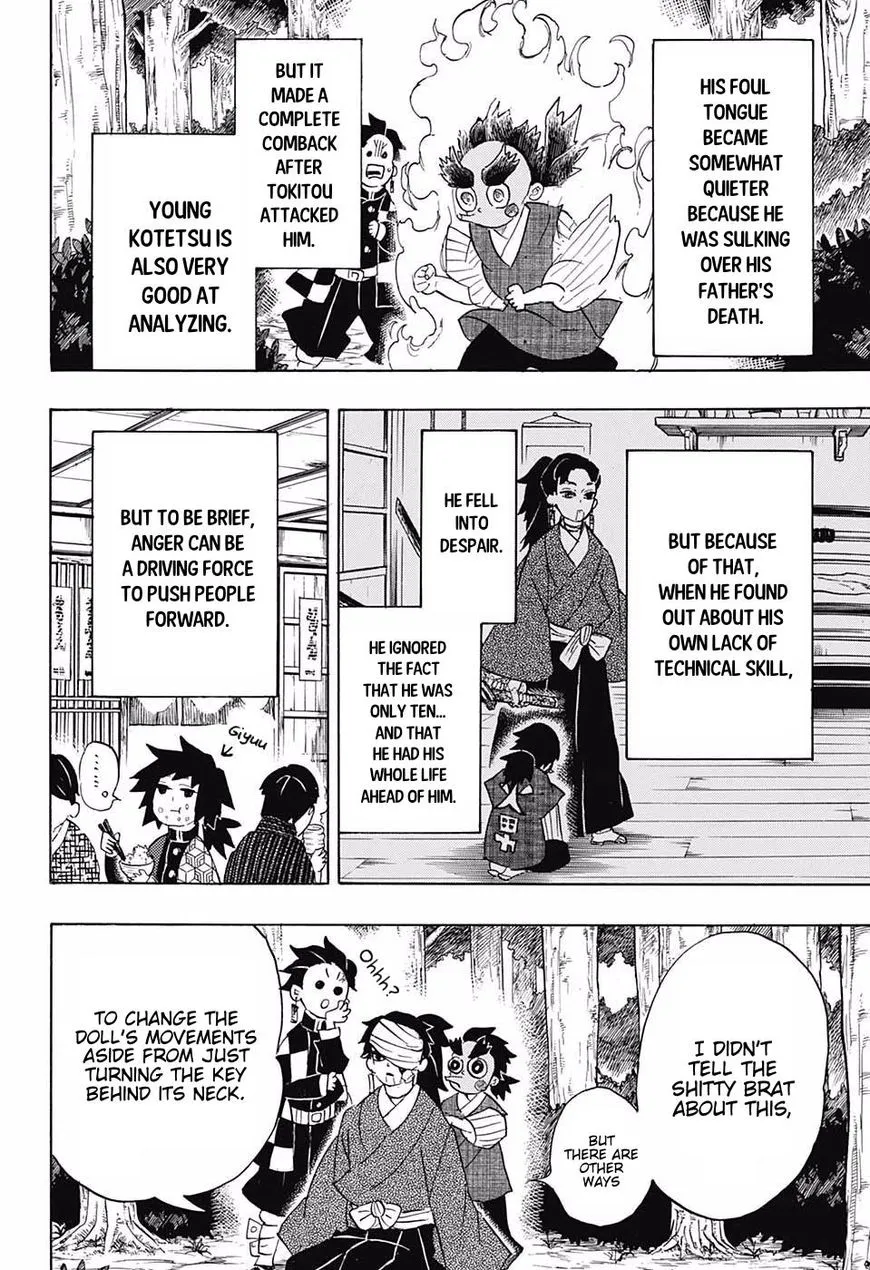 HIS FOUL
TONGUE
BECAME
SOMEWHAT
QUIETER
BECAUSE HE
WAS SULKING
OVER HIS
FATHER'S
DEATH.
BUT IT
MADE A
COMPLETE
COMBACK
AFTER
TOKITOU
ATTACKED
HIM.
YOUNG
KOTETSU IS
ALSO VERY
GOOD AT
ANALYZING.
BUT BECAUSE
OF THAT,
WHEN HE FOUND
OUT ABOUT HIS
OWN LACK OF
TECHNICAL SKILL,
HE FELL
INTO
DESPAIR.
HE IGNORED
THE FACT
THAT HE WAS
ONLY TEN...
AND THAT
HE HAD HIS
WHOLE LIFE
AHEAD OF HIM.
火男
BUT TO BE BRIEF,
ANGER CAN BE
A DRIVING FORCE
TO PUSH PEOPLE
FORWARD.
Giyuu
......
I DIDN'T
TELL THE
SHITTY BRAT
ABOUT THIS,
BUT
THERE ARE
OTHER
WAYS
Ohhh?
TO CHANGE THE
DOLL'S MOVEMENTS
ASIDE FROM JUST
TURNING THE KEY
BEHIND ITS NECK.